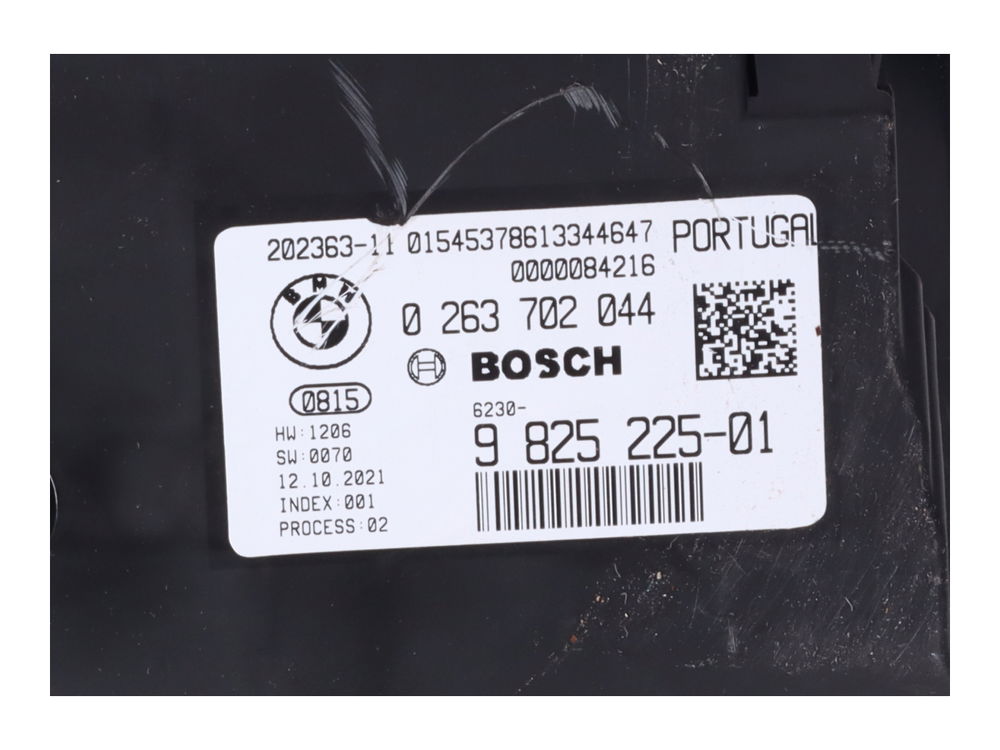 202363-11 01545378613344647 PORTUGAL
0000084216
BMW
0 263 702 044
BOSCH
0815
6230-
HW:1206
9 825 225-01
SW:0070
12.10.2021
INDEX:001
PROCESS:02